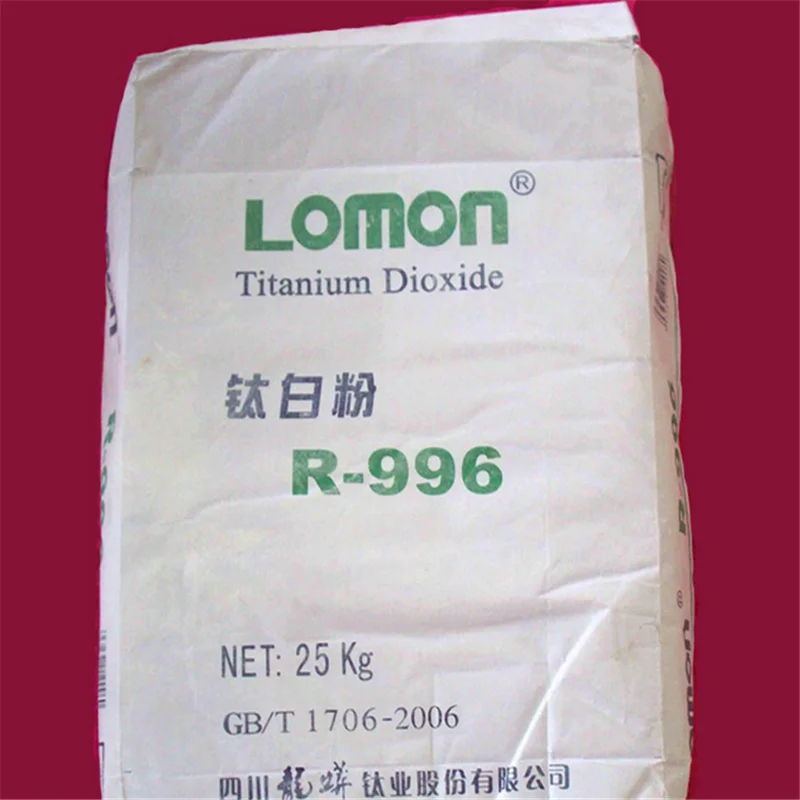 LOMON®
Titanium Dioxide
钛白粉
R-996
NET: 25 Kg
GB/T 1706-2006
四川龍蟒钛业股份有限公司